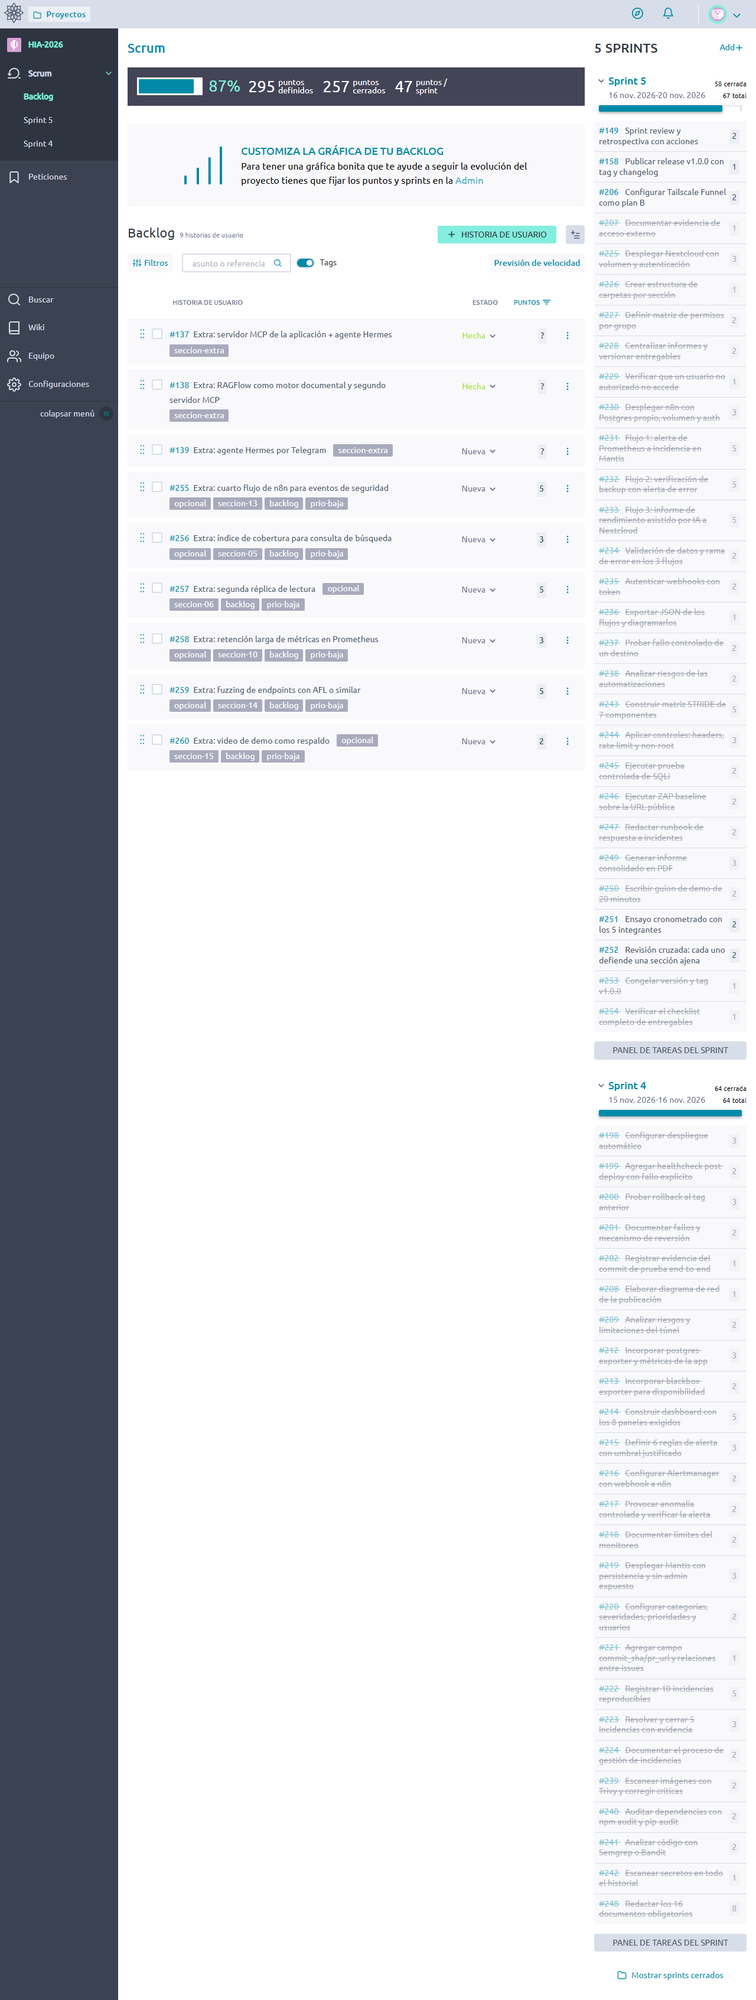 Proyectos
HIA-2026
Scrum
Backlog
Sprint 5
Sprint 4
Peticiones
Buscar
Wiki
Equipo
Configuraciones
colapsar menú
Scrum
87% 295 puntos definidos 257 puntos cerrados 47 puntos / sprint
CUSTOMIZA LA GRÁFICA DE TU BACKLOG
Para tener una gráfica bonita que te ayude a seguir la evolución del
proyecto tienes que fijar los puntos y sprints en la Admin
Backlog 9 historias de usuario
+ HISTORIA DE USUARIO
Filtros
asunto o referencia
Tags
Previsión de velocidad
HISTORIA DE USUARIO ESTADO PUNTOS
#137 Extra: servidor MCP de la aplicación + agente Hermes Hecha ?
seccion-extra
#138 Extra: RAGFlow como motor documental y segundo Hecha ?
servidor MCP
seccion-extra
#139 Extra: agente Hermes por Telegram seccion-extra Nueva ?
#255 Extra: cuarto flujo de n8n para eventos de seguridad Nueva 5
opcional seccion-13 backlog prio-baja
#256 Extra: índice de cobertura para consulta de búsqueda Nueva 3
opcional seccion-05 backlog prio-baja
#257 Extra: segunda réplica de lectura opcional Nueva 5
seccion-06 backlog prio-baja
#258 Extra: retención larga de métricas en Prometheus Nueva 3
opcional seccion-10 backlog prio-baja
#259 Extra: fuzzing de endpoints con AFL o similar Nueva 5
opcional seccion-14 backlog prio-baja
#260 Extra: video de demo como respaldo opcional Nueva 2
seccion-15 backlog prio-baja
5 SPRINTS Add +
Sprint 5 58 cerrada
16 nov. 2026-20 nov. 2026 67 total
#149 Sprint review y 2
retrospectiva con acciones
#158 Publicar release v1.0.0 con 1
tag y changelog
#206 Configurar Tailscale Funnel 2
como plan B
#207 Documentar evidencia de 1
acceso externo
#225 Desplegar Nextcloud con 3
volumen y autenticación
#226 Crear estructura de 1
carpetas por sección
#227 Definir matriz de permisos 2
por grupo
#228 Centralizar informes y 2
versionar entregables
#229 Verificar que un usuario no 1
autorizado no accede
#230 Desplegar n8n con 3
Postgres propio, volumen y auth
#231 Flujo 1: alerta de 5
Prometheus a incidencia en
Mantis
#232 Flujo 2: verificación de 5
backup con alerta de error
#233 Flujo 3: informe de 5
rendimiento asistido por IA a
Nextcloud
#234 Validación de datos y rama 2
de error en los 3 flujos
#235 Autenticar webhooks con 2
token
#236 Exportar JSON de los 1
flujos y diagramarlos
#237 Probar fallo controlado de 2
un destino
#238 Analizar riesgos de las 2
automatizaciones
#243 Construir matriz STRIDE de 5
7 componentes
#244 Aplicar controles: headers, 3
rate limit y non root
#245 Ejecutar prueba 2
controlada de SQLi
#246 Ejecutar ZAP baseline 2
sobre la URL pública
#247 Redactar runbook de 2
respuesta a incidentes
#249 Generar informe 3
consolidado en PDF
#250 Escribir guion de demo de 2
20 minutos
#251 Ensayo cronometrado con 2
los 5 integrantes
#252 Revisión cruzada: cada uno 2
defiende una sección ajena
#253 Congelar versión y tag 1
v1.0.0
#254 Verificar el checklist 1
completo de entregables
PANEL DE TAREAS DEL SPRINT
Sprint 4 64 cerrada
15 nov. 2026-16 nov. 2026 64 total
#198 Configurar despliegue 3
automático
#199 Agregar healthcheck post 2
deploy con fallo explícito
#200 Probar rollback al tag 3
anterior
#201 Documentar fallos y 2
mecanismo de reversión
#202 Registrar evidencia del 1
commit de prueba end to end
#208 Elaborar diagrama de red 1
de la publicación
#209 Analizar riesgos y 2
limitaciones del túnel
#212 Incorporar postgres 3
exporter y métricas de la app
#213 Incorporar blackbox 2
exporter para disponibilidad
#214 Construir dashboard con 5
los 8 paneles exigidos
#215 Definir 6 reglas de alerta 3
con umbral justificado
#216 Configurar Alertmanager 2
con webhook a n8n
#217 Provocar anomalía 2
controlada y verificar la alerta
#218 Documentar límites del 2
monitoreo
#219 Desplegar Mantis con 3
persistencia y sin admin
expuesto
#220 Configurar categorías, 2
severidades, prioridades y
usuarios
#221 Agregar campo 1
commit_sha/pr_url y relaciones
entre issues
#222 Registrar 10 incidencias 5
reproducibles
#223 Resolver y cerrar 5 3
incidencias con evidencia
#224 Documentar el proceso de 2
gestión de incidencias
#239 Escanear imágenes con 2
Trivy y corregir críticas
#240 Auditar dependencias con 2
npm audit y pip audit
#241 Analizar código con 2
Semgrep o Bandit
#242 Escanear secretos en todo 1
el historial
#248 Redactar los 16 8
documentos obligatorios
PANEL DE TAREAS DEL SPRINT
Mostrar sprints cerrados